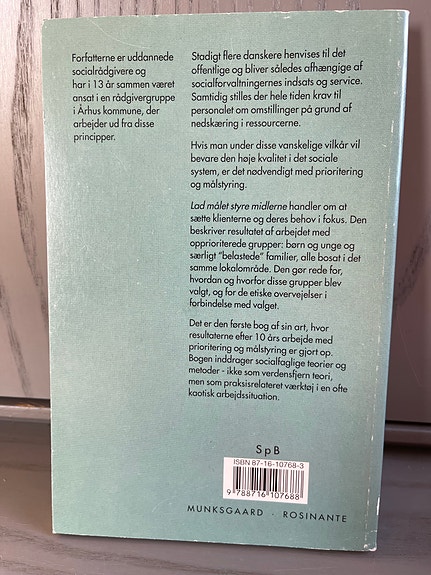 Forfatterne er uddannede
socialrådgivere og
har i 13 år sammen været
ansat i en rådgivergruppe
i Århus kommune, der
arbejder ud fra disse
principper.
Stadigt flere danskere henvises til det
offentlige og bliver således afhængige af
socialforvaltningernes indsats og service.
Samtidig stilles der hele tiden krav til
personalet om omstillinger på grund af
nedskæring i ressourcerne.
Hvis man under disse vanskelige vilkår vil
bevare den høje kvalitet i det sociale
system, er det nødvendigt med prioritering
og målstyring.
Lad målet styre midlerne handler om at
sætte klienterne og deres behov i fokus. Den
beskriver resultatet af arbejdet med
opprioriterede grupper: børn og unge og
særligt "belastede" familier, alle bosat i det
samme lokalområde. Den gør rede for,
hvordan og hvorfor disse grupper blev
valgt, og for de etiske overvejelser i
forbindelse med valget.
Det er den første bog af sin art, hvor
resultaterne efter 10 års arbejde med
prioritering og målstyring er gjort op.
Bogen inddrager socialfaglige teorier og
metoder - ikke som verdensfjern teori,
men som praksisrelateret værktøj i en ofte
kaotisk arbejdssituation.
SpB
ISBN 87-16-10768-3
9 788716 107688
MUNKSGAARD · ROSINANTE